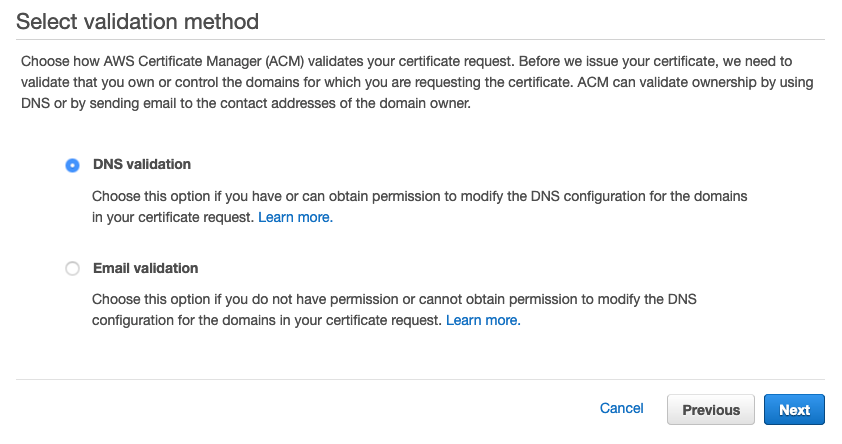 Select validation method
Choose how AWS Certificate Manager (ACM) validates your certificate request. Before we issue your certificate, we need to
validate that you own or control the domains for which you are requesting the certificate. ACM can validate ownership by using
DNS or by sending email to the contact addresses of the domain owner.
DNS validation
Choose this option if you have or can obtain permission to modify the DNS configuration for the domains
in your certificate request. Learn more.
Email validation
Choose this option if you do not have permission or cannot obtain permission to modify the DNS
configuration for the domains in your certificate request. Learn more.
Cancel Previous Next